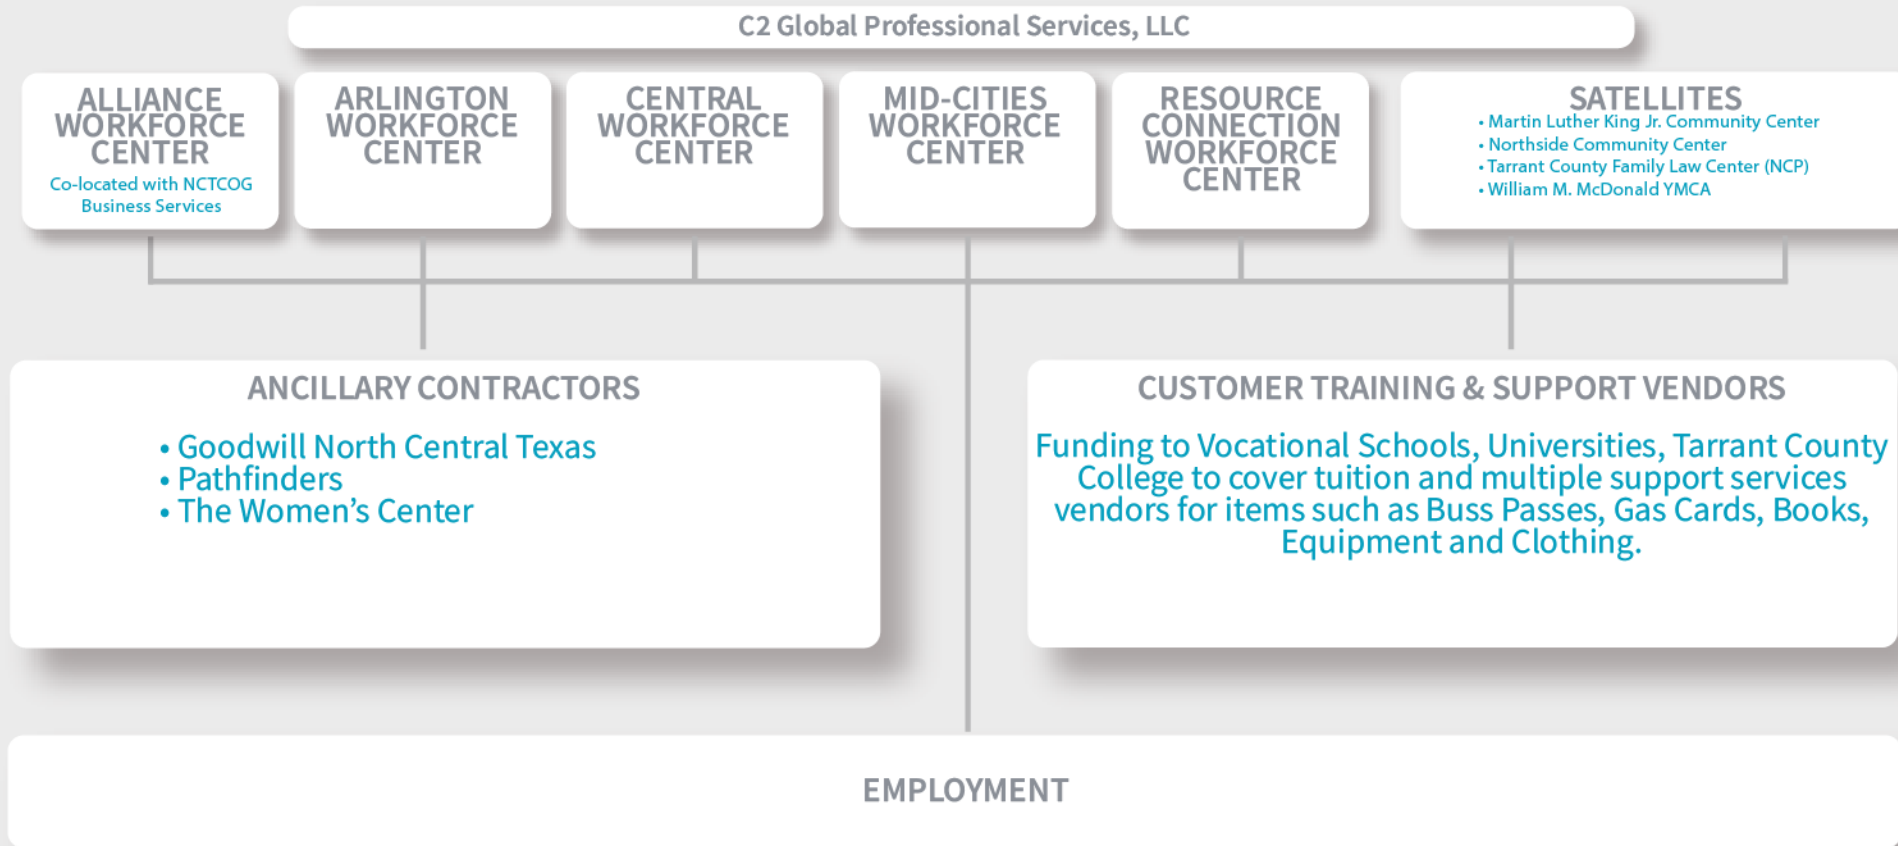 C2 Global Professional Services, LLC
ALLIANCE
WORKFORCE
CENTER
Co-located with NCTCOG
Business Services
ARLINGTON
WORKFORCE
CENTER
CENTRAL
WORKFORCE
CENTER
MID-CITIES
WORKFORCE
CENTER
RESOURCE
CONNECTION
WORKFORCE
CENTER
SATELLITES
• Martin Luther King Jr. Community Center
• Northside Community Center
• Tarrant County Family Law Center (NCP)
• William M. McDonald YMCA
ANCILLARY CONTRACTORS
• Goodwill North Central Texas
• Pathfinders
• The Women’s Center
CUSTOMER TRAINING & SUPPORT VENDORS
Funding to Vocational Schools, Universities, Tarrant County
College to cover tuition and multiple support services
vendors for items such as Buss Passes, Gas Cards, Books,
Equipment and Clothing.
EMPLOYMENT